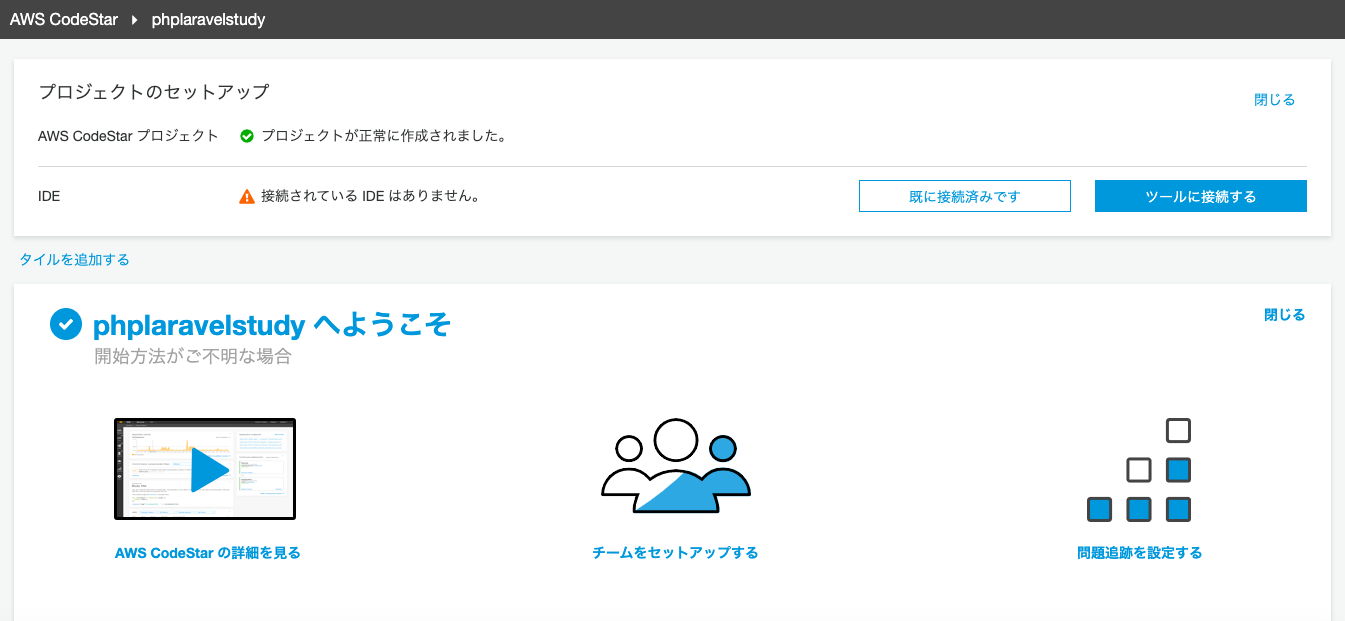 AWS CodeStar phplaravelstudy
プロジェクトのセットアップ
閉じる
AWS CodeStar プロジェクト プロジェクトが正常に作成されました。
IDE 接続されている IDE はありません。 既に接続済みです ツールに接続する
タイルを追加する
phplaravelstudy へようこそ
閉じる
開始方法がご不明な場合
AWS CodeStar の詳細を見る チームをセットアップする 問題追跡を設定する